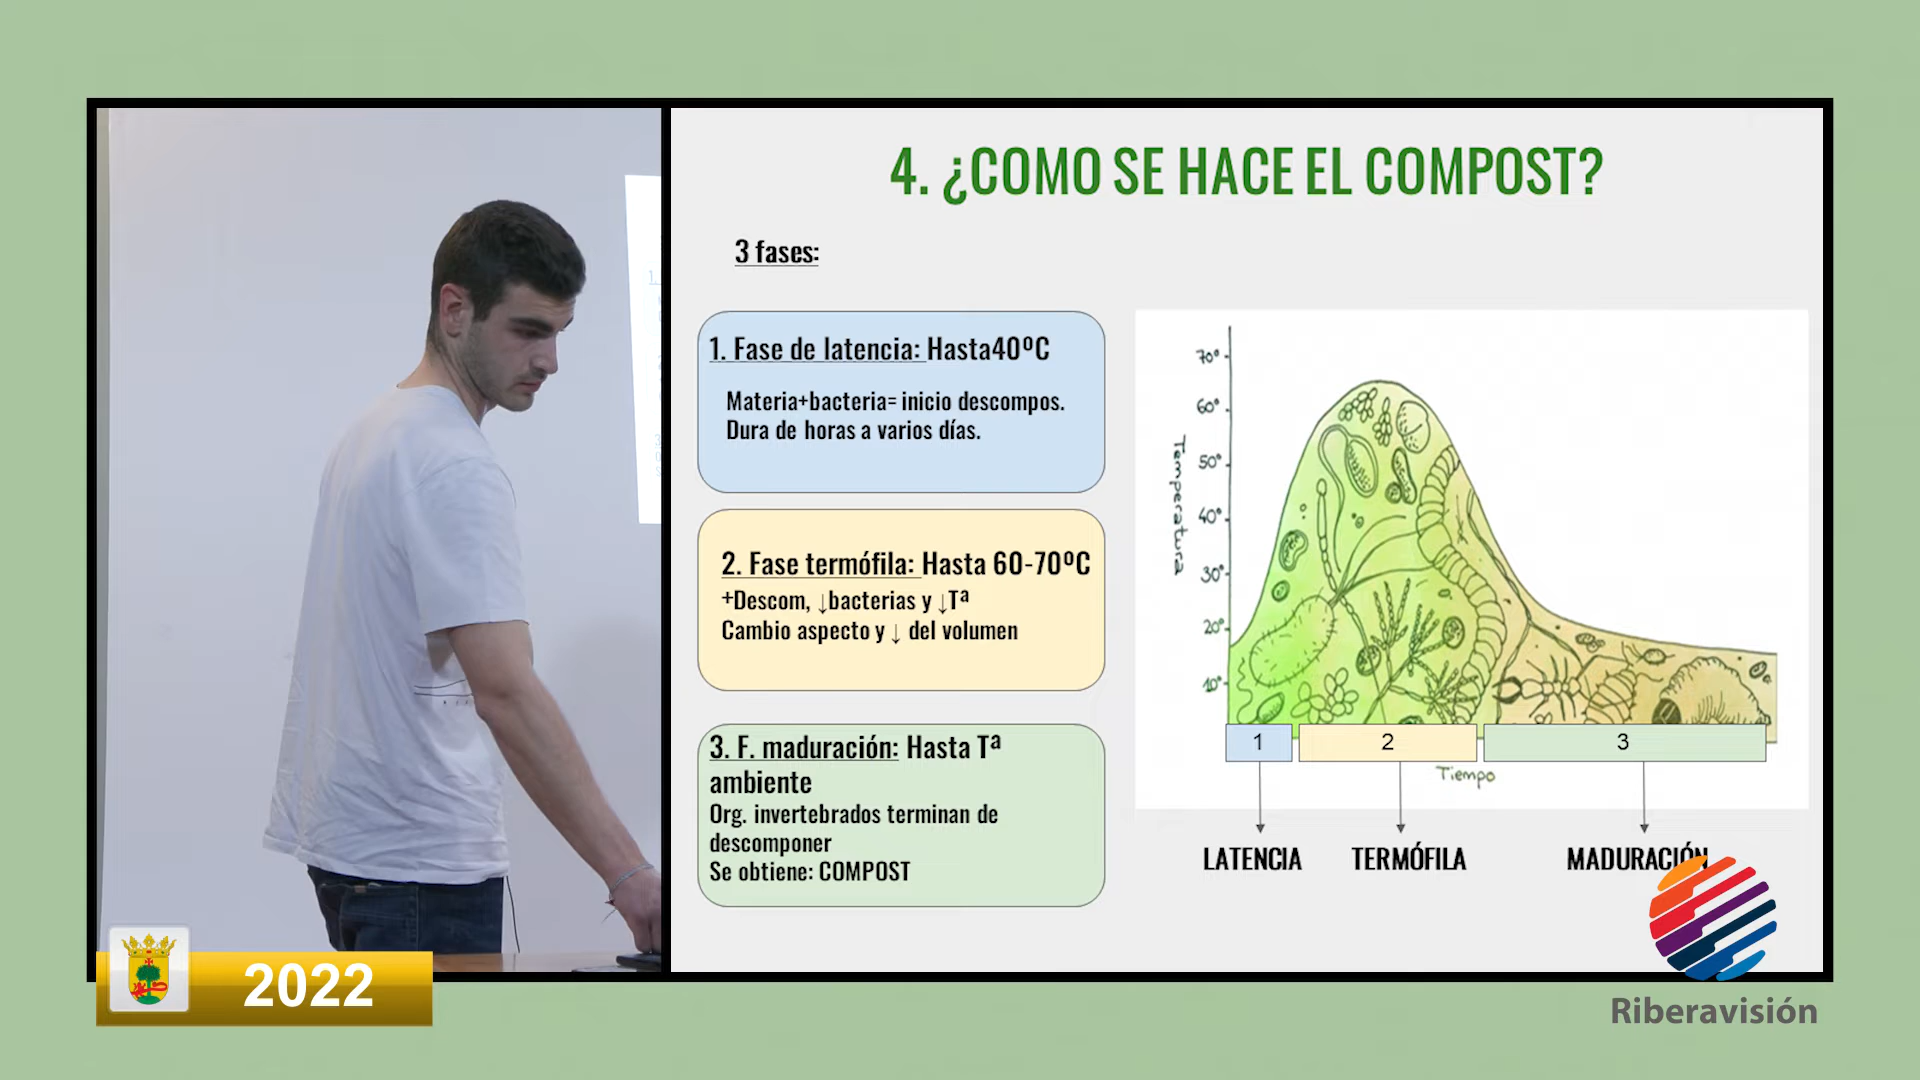 4. ¿COMO SE HACE EL COMPOST?
3 fases:
1. Fase de latencia: Hasta40ºC
Materia+bacteria= inicio descompos.
Dura de horas a varios días.
2. Fase termófila: Hasta 60-70ºC
+Descom, ↓bacterias y ↓Tª
Cambio aspecto y ↓ del volumen
3. F. maduración: Hasta Tª
ambiente
Org. invertebrados terminan de
descomponer
Se obtiene: COMPOST
Temperatura
70°
60°
50°
40°
30°
20°
10°
1
2
3
Tiempo
LATENCIA
TERMÓFILA
MADURACIÓN
2022
Riberavisión